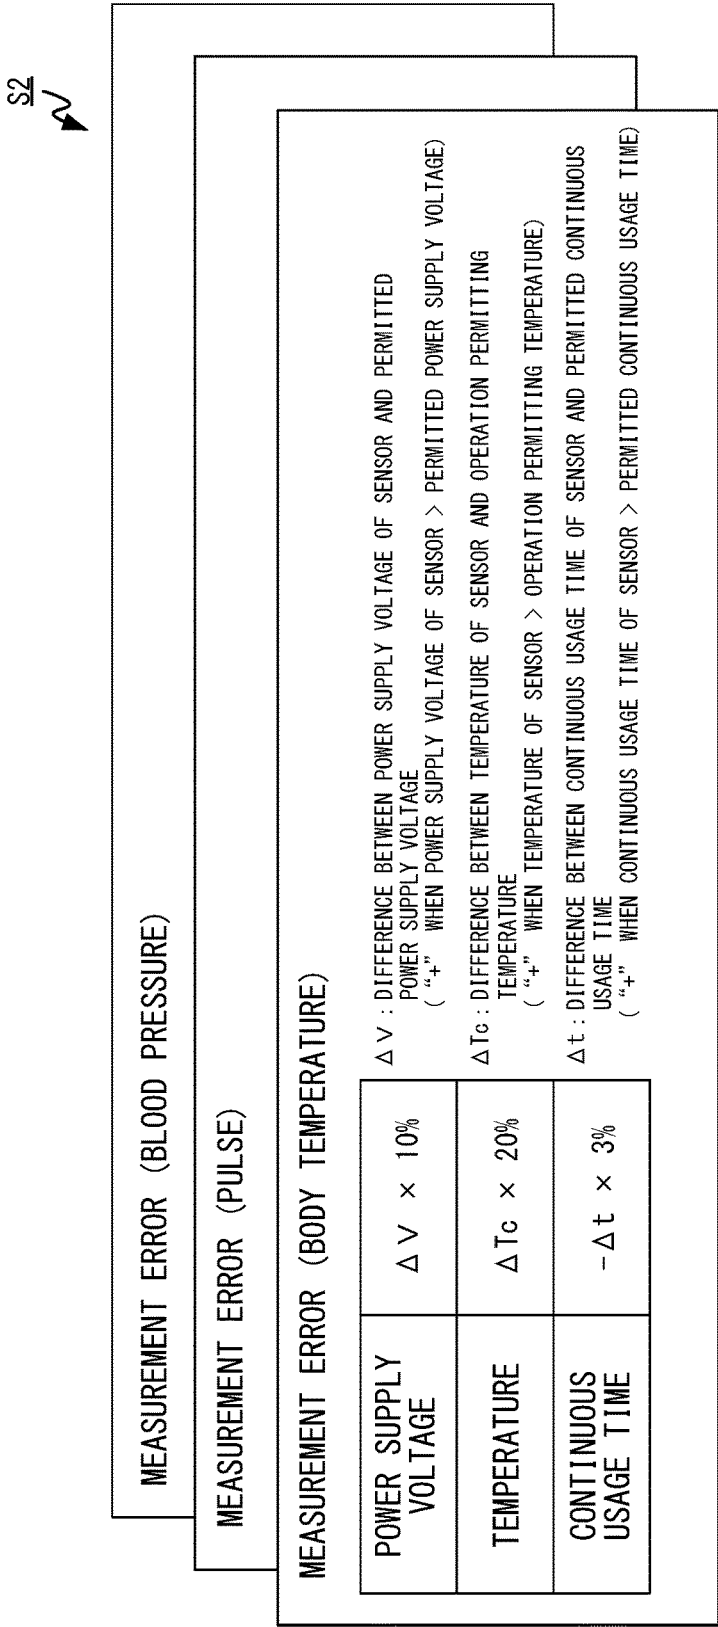 S2
MEASUREMENT ERROR (BLOOD PRESSURE)
MEASUREMENT ERROR (PULSE)
MEASUREMENT ERROR (BODY TEMPERATURE)
POWER SUPPLY
VOLTAGE
ΔV × 10%
TEMPERATURE
ΔTc × 20%
CONTINUOUS
USAGE TIME
-Δt × 3%
ΔV : DIFFERENCE BETWEEN POWER SUPPLY VOLTAGE OF SENSOR AND PERMITTED
POWER SUPPLY VOLTAGE
( “+” WHEN POWER SUPPLY VOLTAGE OF SENSOR > PERMITTED POWER SUPPLY VOLTAGE)
ΔTc : DIFFERENCE BETWEEN TEMPERATURE OF SENSOR AND OPERATION PERMITTING
TEMPERATURE
( “+” WHEN TEMPERATURE OF SENSOR > OPERATION PERMITTING TEMPERATURE)
Δt : DIFFERENCE BETWEEN CONTINUOUS USAGE TIME OF SENSOR AND PERMITTED CONTINUOUS
USAGE TIME
( “+” WHEN CONTINUOUS USAGE TIME OF SENSOR > PERMITTED CONTINUOUS USAGE TIME)